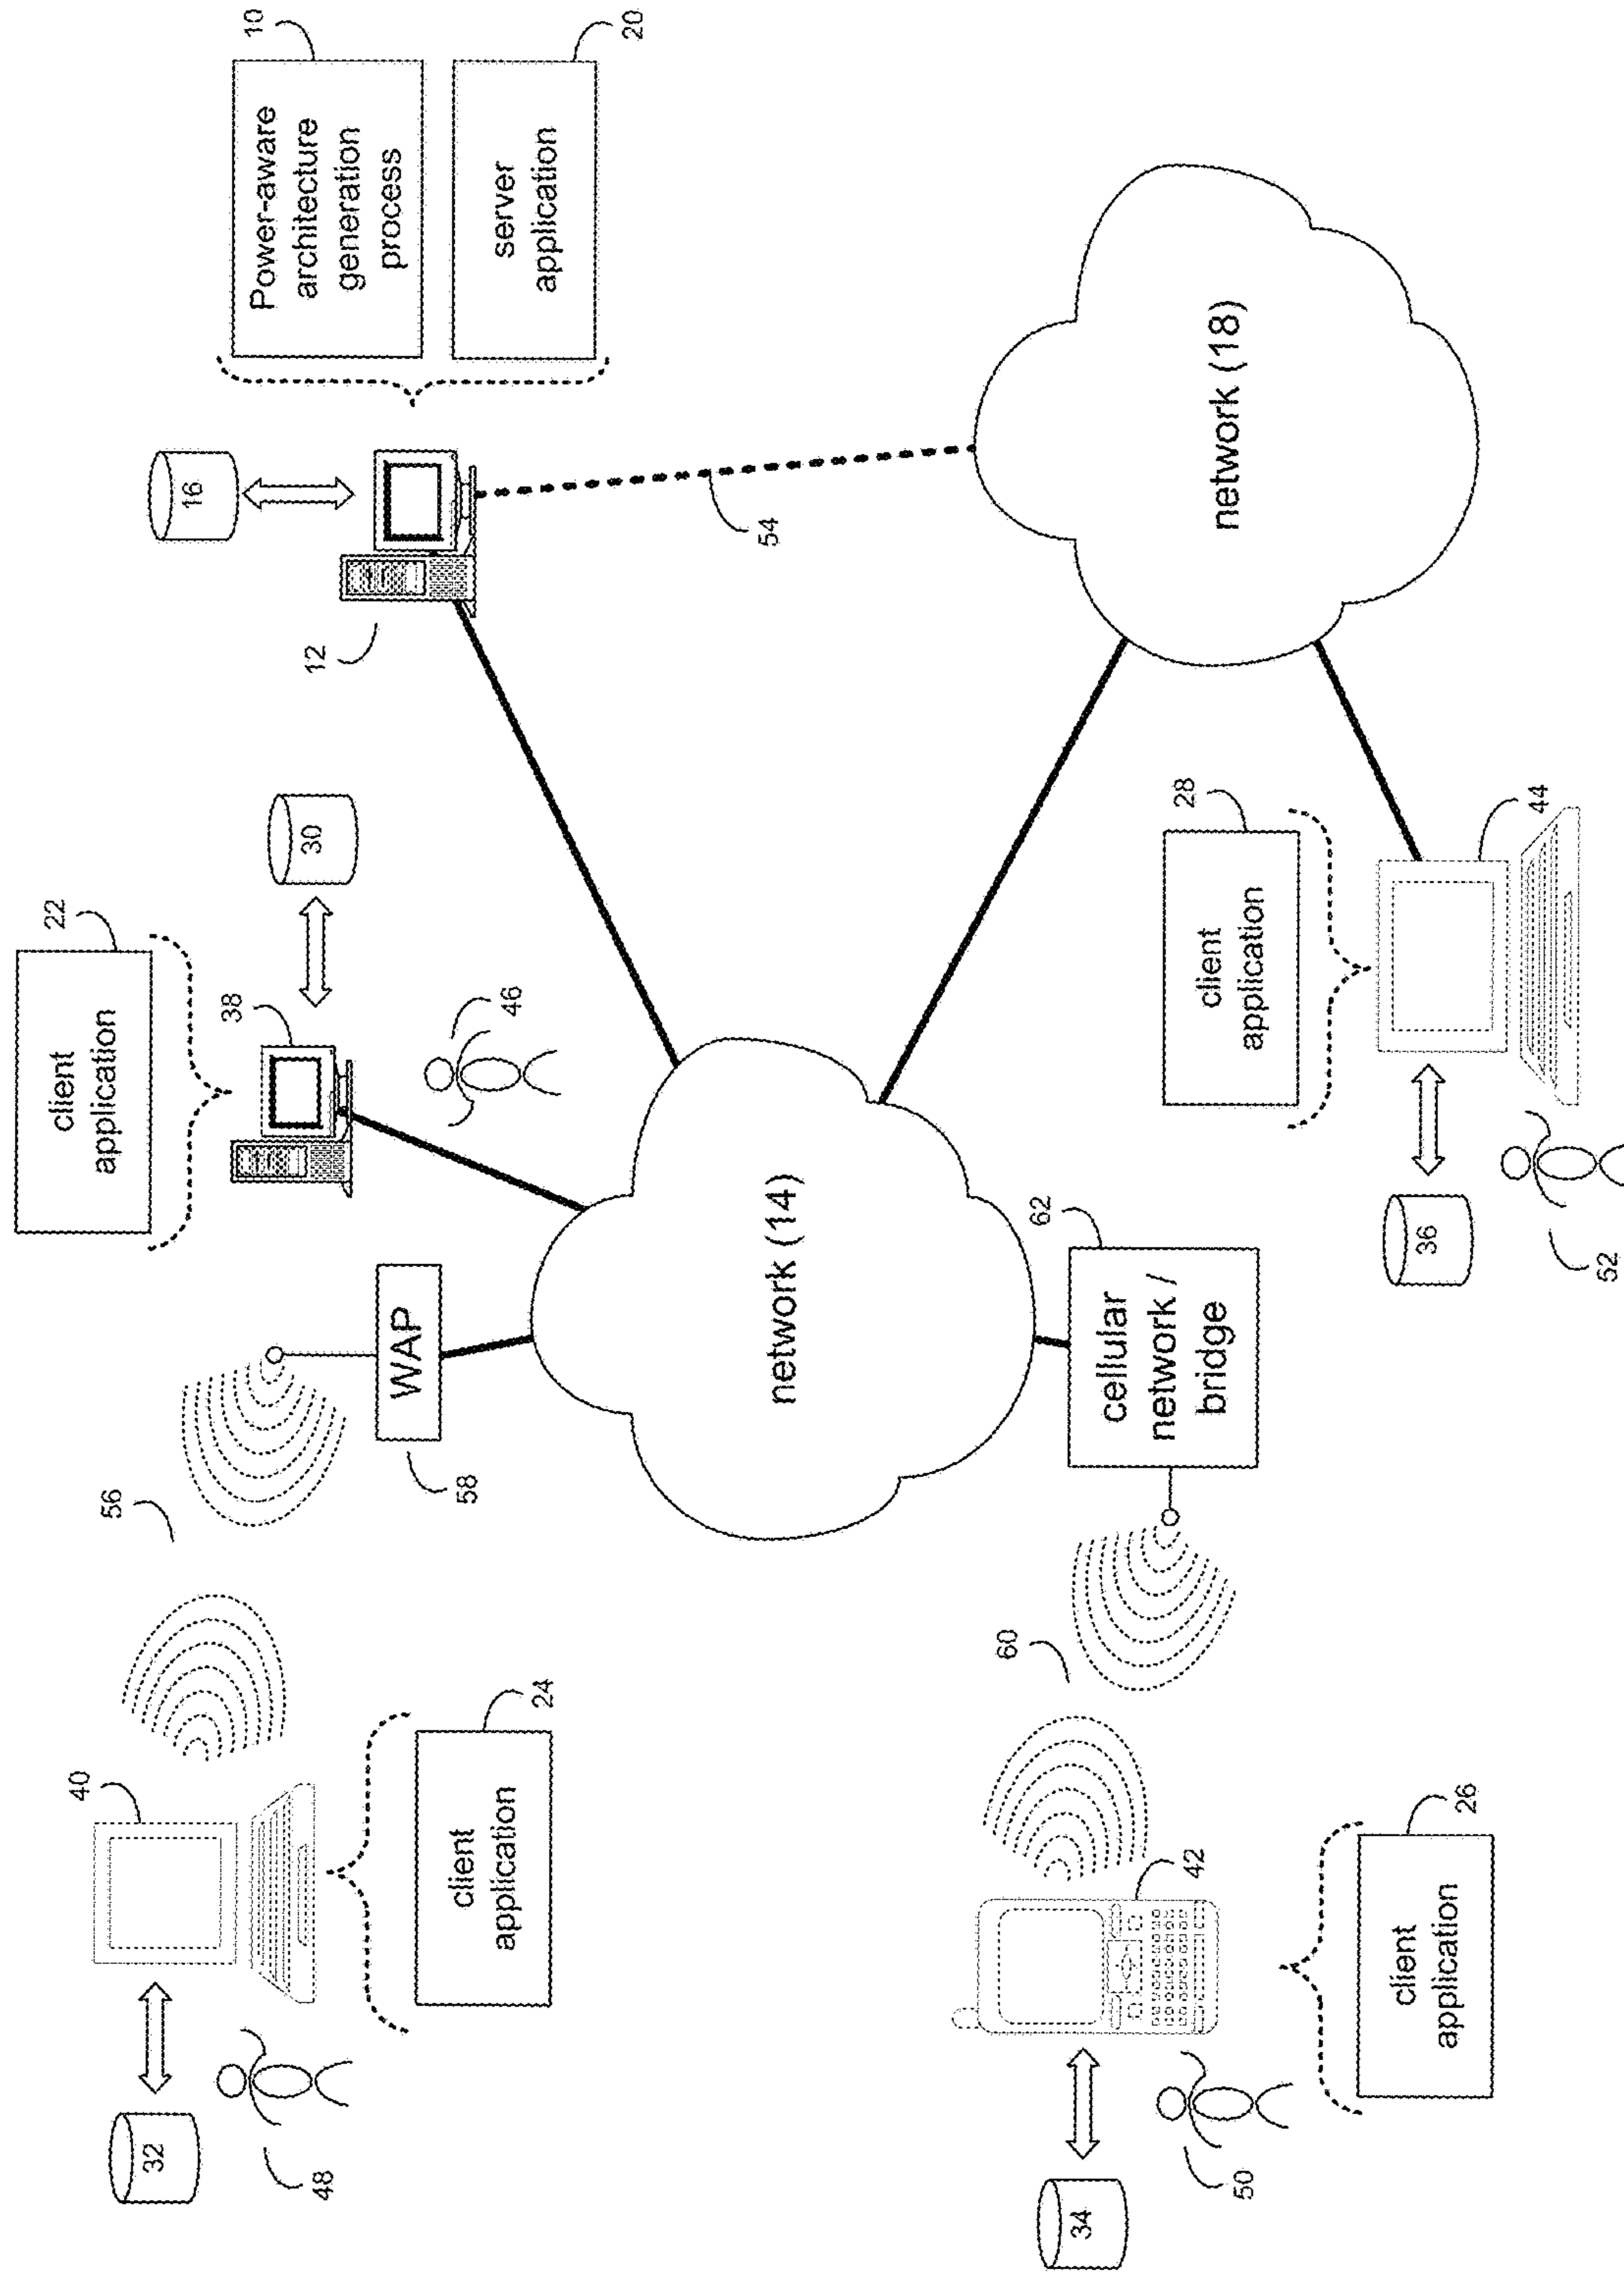 10
Power-aware
architecture
generation
process
20
server
application
16
12
54
network (18)
22
client
application
38
30
46
28
client
application
44
36
52
56
WAP
58
network (14)
62
cellular
network /
bridge
60
40
32
48
24
client
application
42
34
50
26
client
application